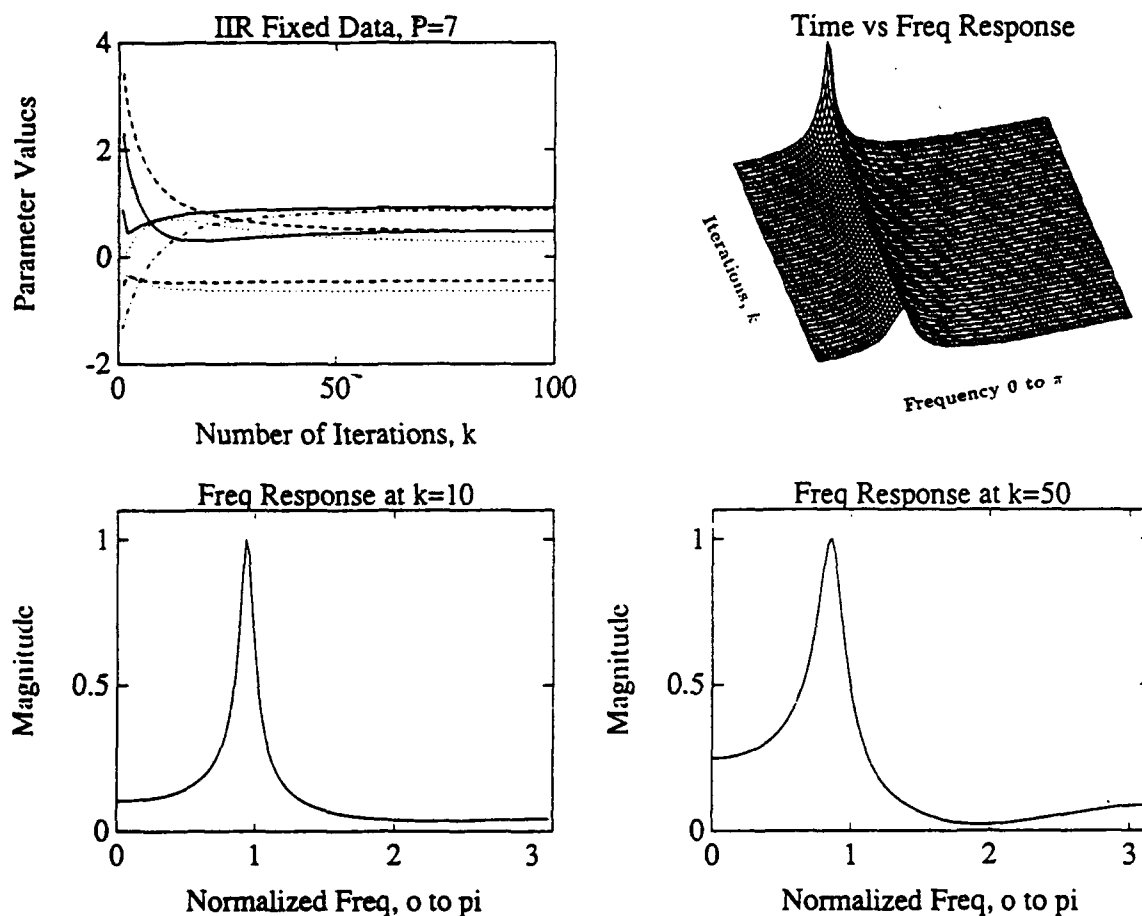 IIR Fixed Data, P=7
4
2
0
-2
Parameter Values
0
50
100
Number of Iterations, k
Time vs Freq Response
Iterations, k
Frequency 0 to π
Freq Response at k=10
1
0.5
0
Magnitude
0
1
2
3
Normalized Freq, o to pi
Freq Response at k=50
1
0.5
0
Magnitude
0
1
2
3
Normalized Freq, o to pi